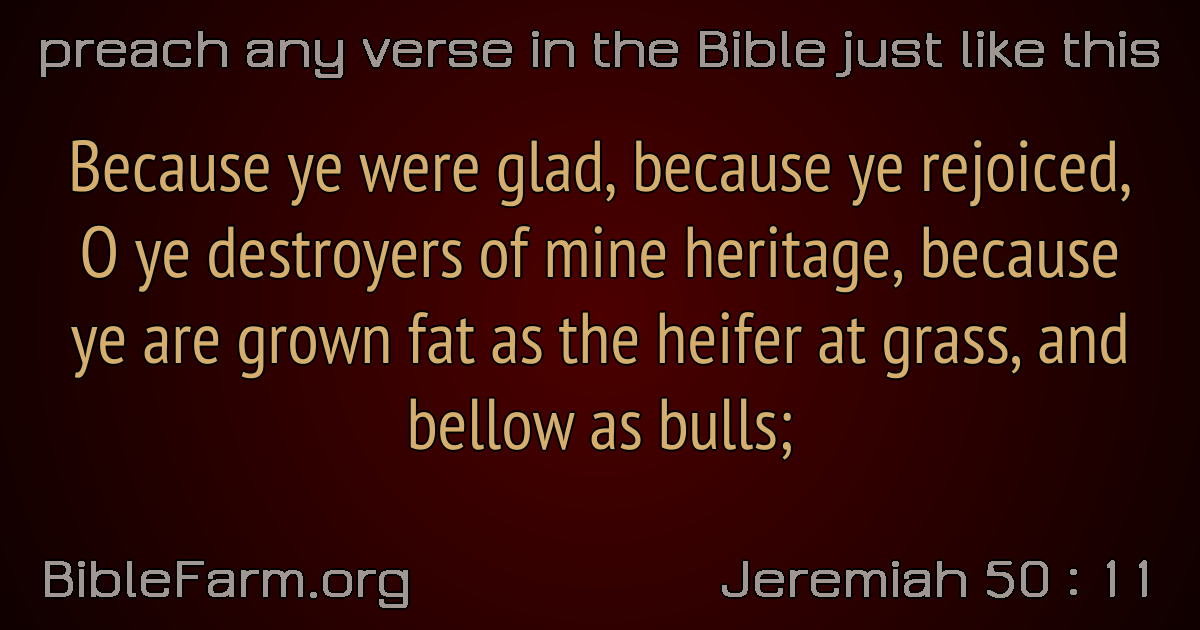 preach any verse in the Bible just like this
Because ye were glad, because ye rejoiced,
O ye destroyers of mine heritage, because
ye are grown fat as the heifer at grass, and
bellow as bulls;
BibleFarm.org
Jeremiah 50 : 11